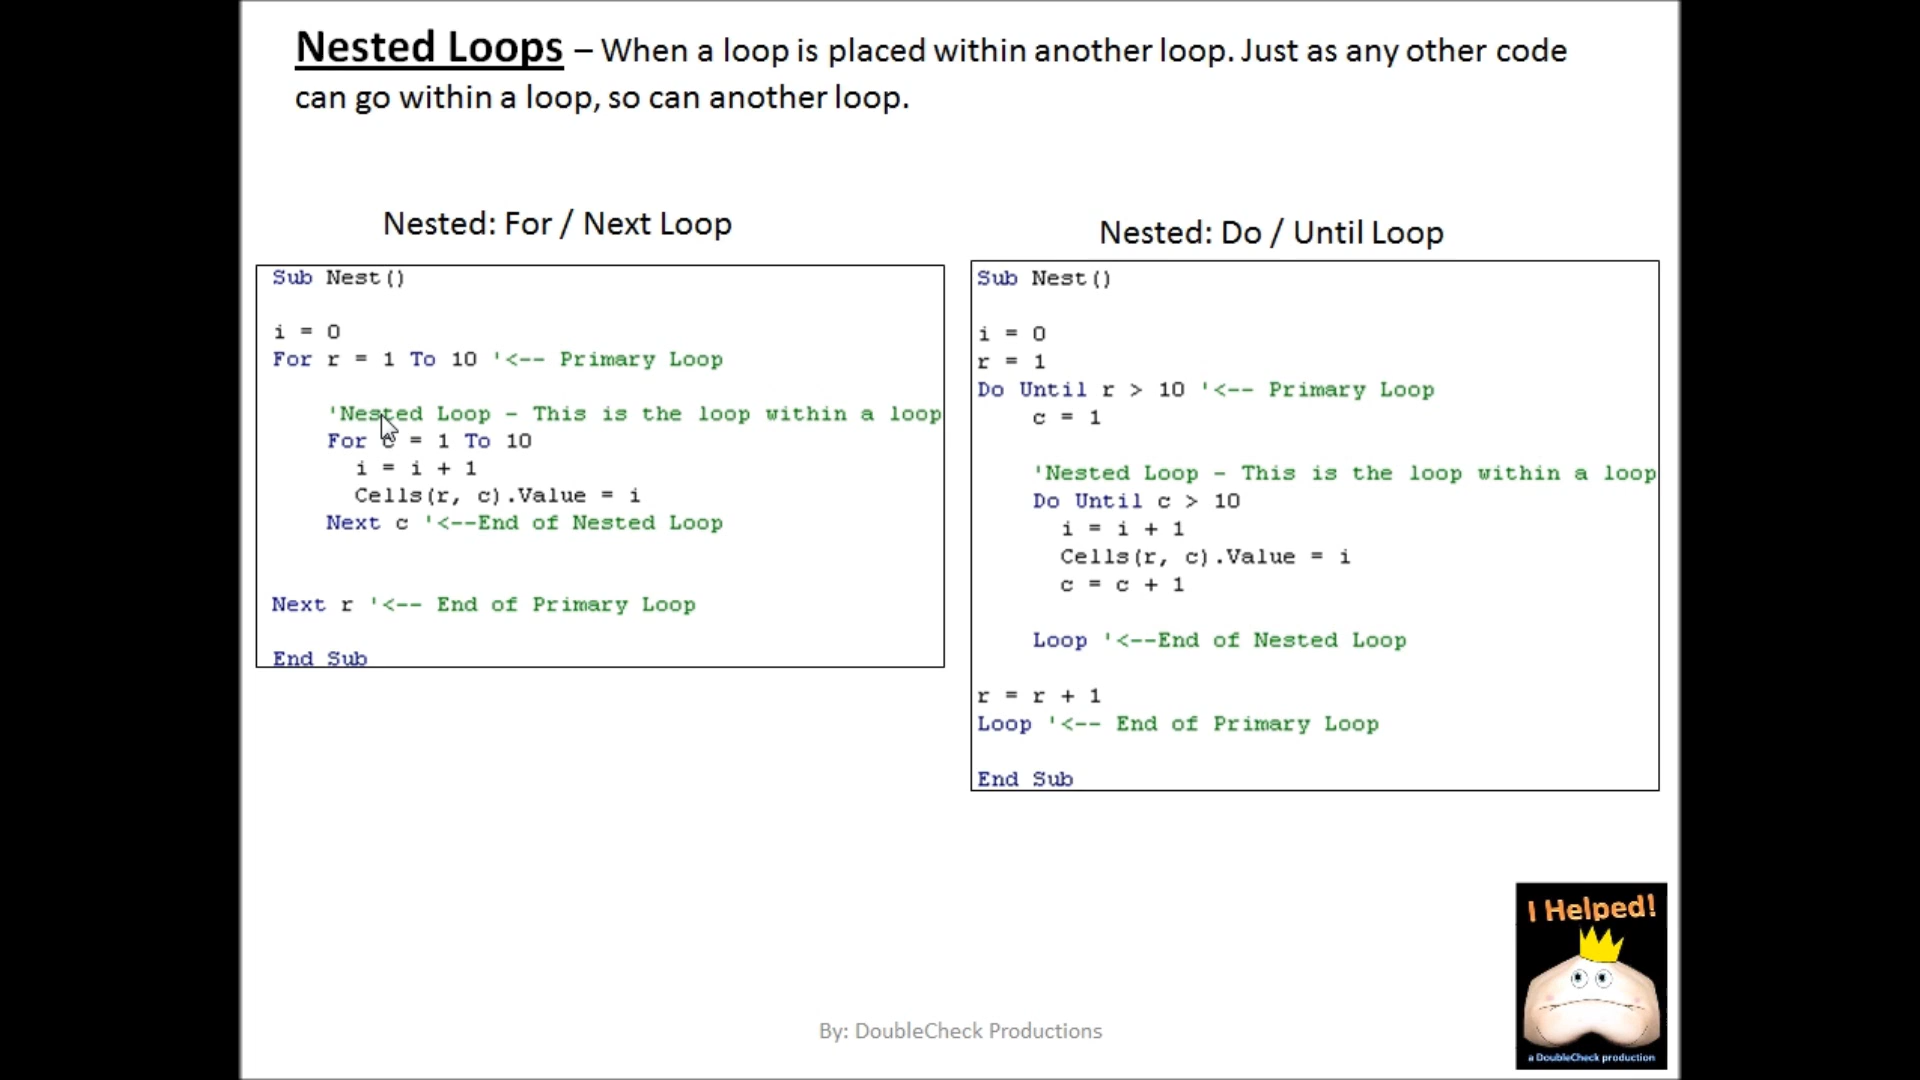 Nested Loops – When a loop is placed within another loop. Just as any other code
can go within a loop, so can another loop.
Nested: For / Next Loop
Sub Nest()
i = 0
For r = 1 To 10 '<-- Primary Loop
'Nested Loop - This is the loop within a loop
For c = 1 To 10
i = i + 1
Cells(r, c).Value = i
Next c '<--End of Nested Loop
Next r '<-- End of Primary Loop
End Sub
Nested: Do / Until Loop
Sub Nest()
i = 0
r = 1
Do Until r > 10 '<-- Primary Loop
c = 1
'Nested Loop - This is the loop within a loop
Do Until c > 10
i = i + 1
Cells(r, c).Value = i
c = c + 1
Loop '<--End of Nested Loop
r = r + 1
Loop '<-- End of Primary Loop
End Sub
I Helped!
a DoubleCheck production
By: DoubleCheck Productions